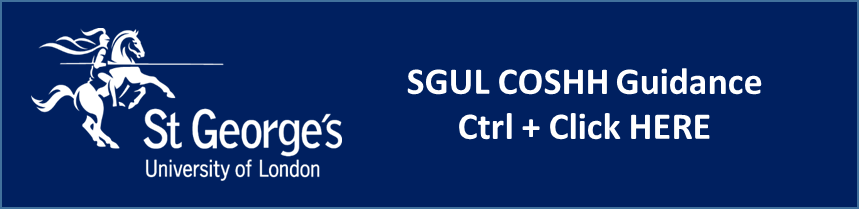 St George's
University of London
SGUL COSHH Guidance
Ctrl + Click HERE